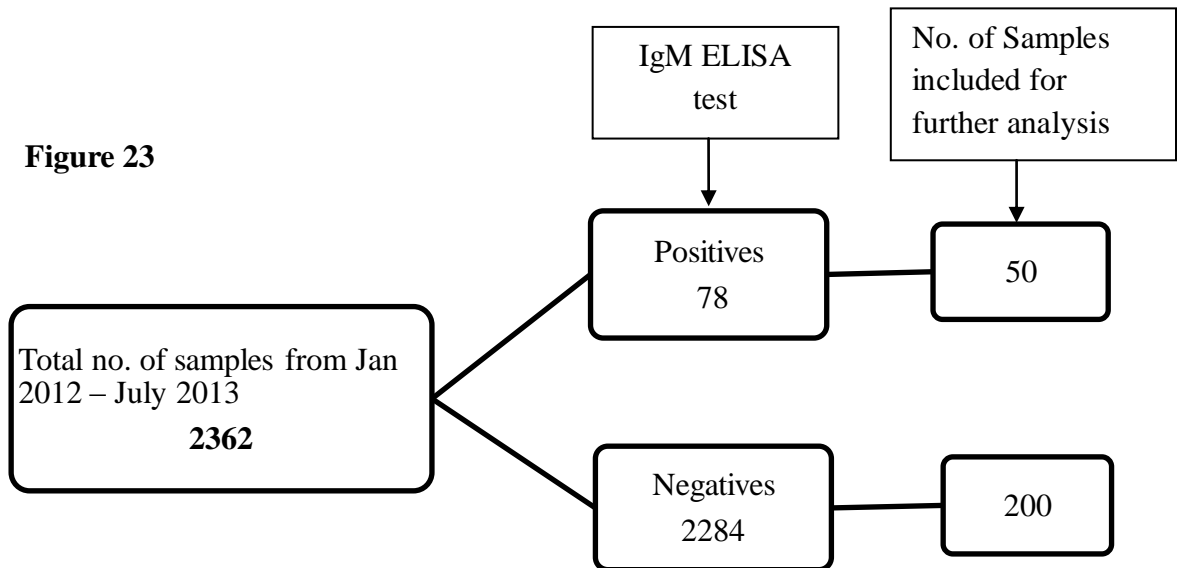 Figure 23
IgM ELISA
test
No. of Samples
included for
further analysis
Total no. of samples from Jan
2012 – July 2013
2362
Positives
78
50
Negatives
2284
200